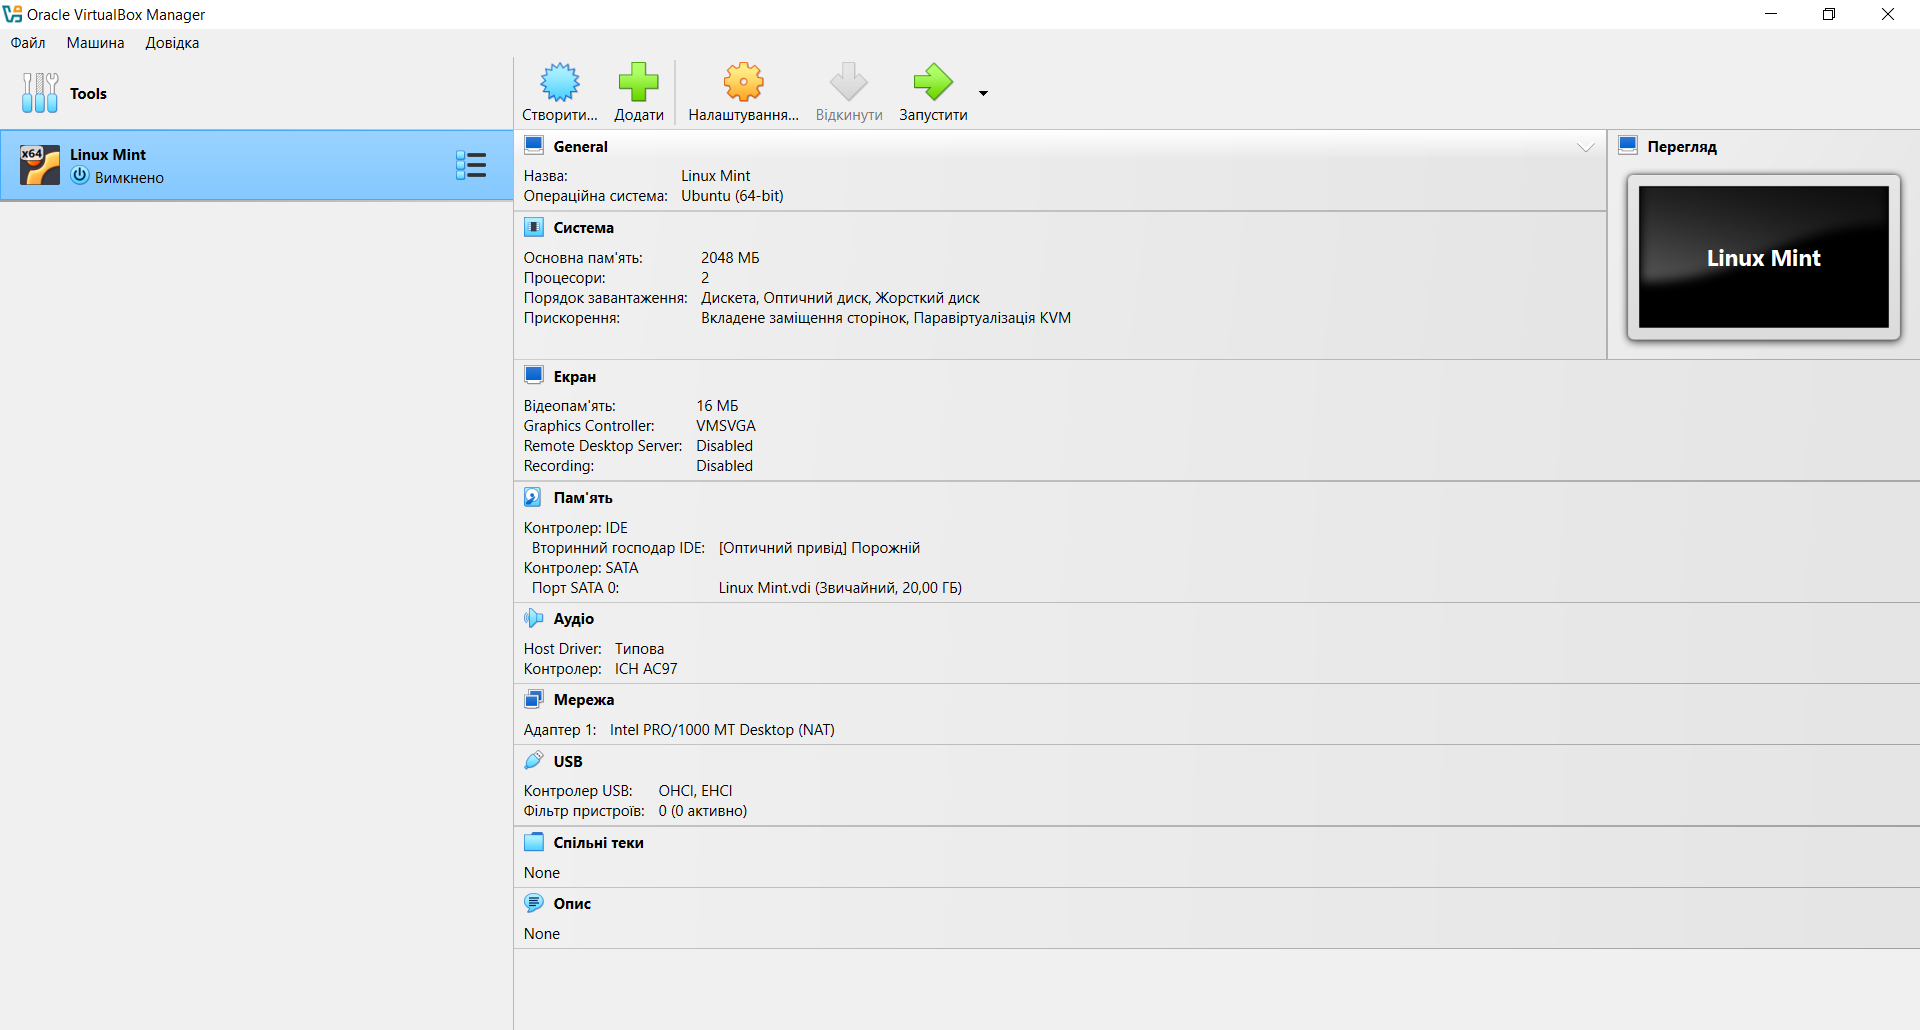 Oracle VirtualBox Manager
Файл Машина Довідка
Tools
Створити... Додати Налаштування... Відкинути Запустити
x64
Linux Mint
Вимкнено
General
Назва: Linux Mint
Операційна система: Ubuntu (64-bit)
Перегляд
Linux Mint
Система
Основна пам'ять: 2048 МБ
Процесори: 2
Порядок завантаження: Дискета, Оптичний диск, Жорсткий диск
Прискорення: Вкладене заміщення сторінок, Паравіртуалізація KVM
Екран
Відеопам'ять: 16 МБ
Graphics Controller: VMSVGA
Remote Desktop Server: Disabled
Recording: Disabled
Пам'ять
Контролер: IDE
Вторинний господар IDE: [Оптичний привід] Порожній
Контролер: SATA
Порт SATA 0: Linux Mint.vdi (Звичайний, 20,00 ГБ)
Аудіо
Host Driver: Типова
Контролер: ICH AC97
Мережа
Адаптер 1: Intel PRO/1000 MT Desktop (NAT)
USB
Контролер USB: OHCI, EHCI
Фільтр пристроїв: 0 (0 активно)
Спільні теки
None
Опис
None